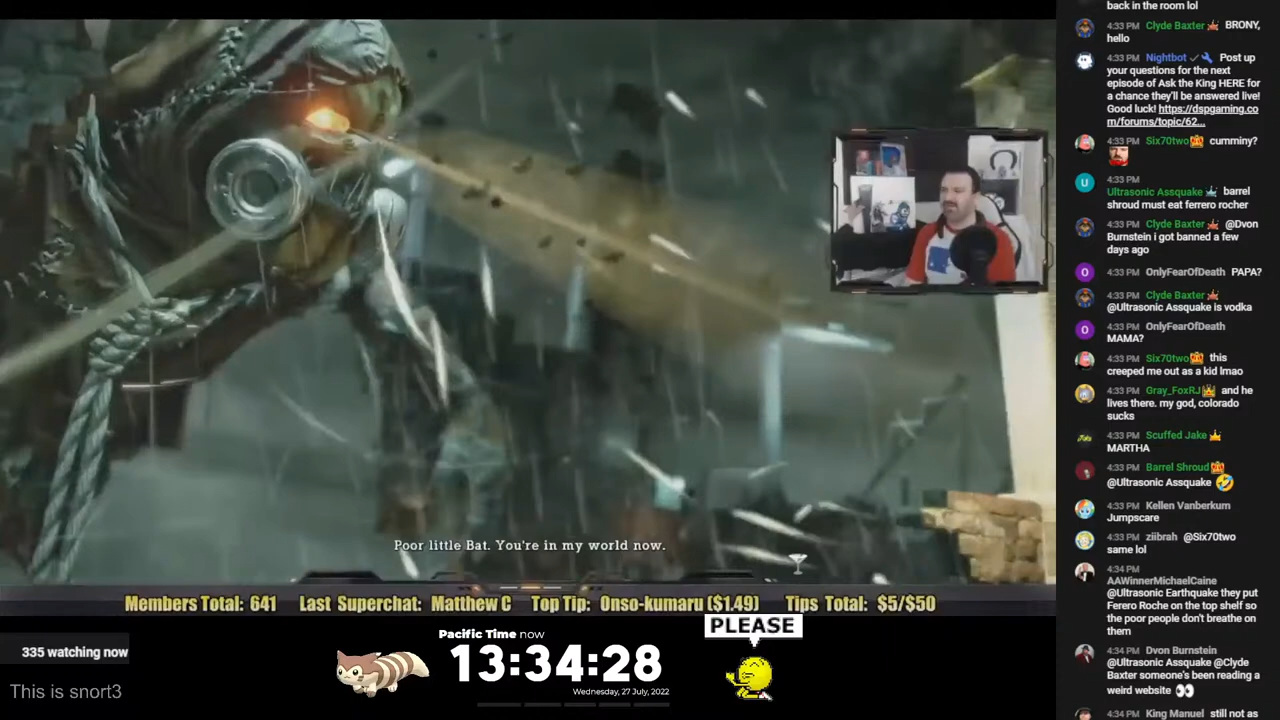 Poor little Bat. You're in my world now.
Members Total: 641 Last Superchat: Matthew C Top Tip: Onso-kumaru ($1.49) Tips Total: $5/$50
335 watching now
This is snort3
Pacific Time now
13:34:28
Wednesday, 27 July, 2022
PLEASE
back in the room lol
4:33 PM Clyde Baxter BRONY,
hello
4:33 PM Nightbot Post up
your questions for the next
episode of Ask the King HERE for
a chance they'll be answered live!
Good luck! https://dspgaming.co
m/forums/topic/62...
4:33 PM Six70two cumminy?
4:33 PM
Ultrasonic Assquake barrel
shroud must eat ferrero rocher
4:33 PM Clyde Baxter @Dvon
Burnstein i got banned a few
days ago
4:33 PM OnlyFearOfDeath PAPA?
4:33 PM Clyde Baxter
@Ultrasonic Assquake is vodka
4:33 PM OnlyFearOfDeath
MAMA?
4:33 PM Six70two this
creeped me out as a kid lmao
4:33 PM Gray_FoxRJ and he
lives there. my god, colorado
sucks
4:33 PM Scuffed Jake
MARTHA
4:33 PM Barrel Shroud
@Ultrasonic Assquake
4:33 PM Kellen Vanberkum
Jumpscare
4:33 PM ziibrah @Six70two
same lol
4:34 PM
AAWinnerMichaelCaine
@Ultrasonic Earthquake they put
Ferero Roche on the top shelf so
the poor people don't breathe on
them
4:34 PM Dvon Burnstein
@Ultrasonic Assquake @Clyde
Baxter someone's been reading a
weird website
4:34 PM King Manuel still not as